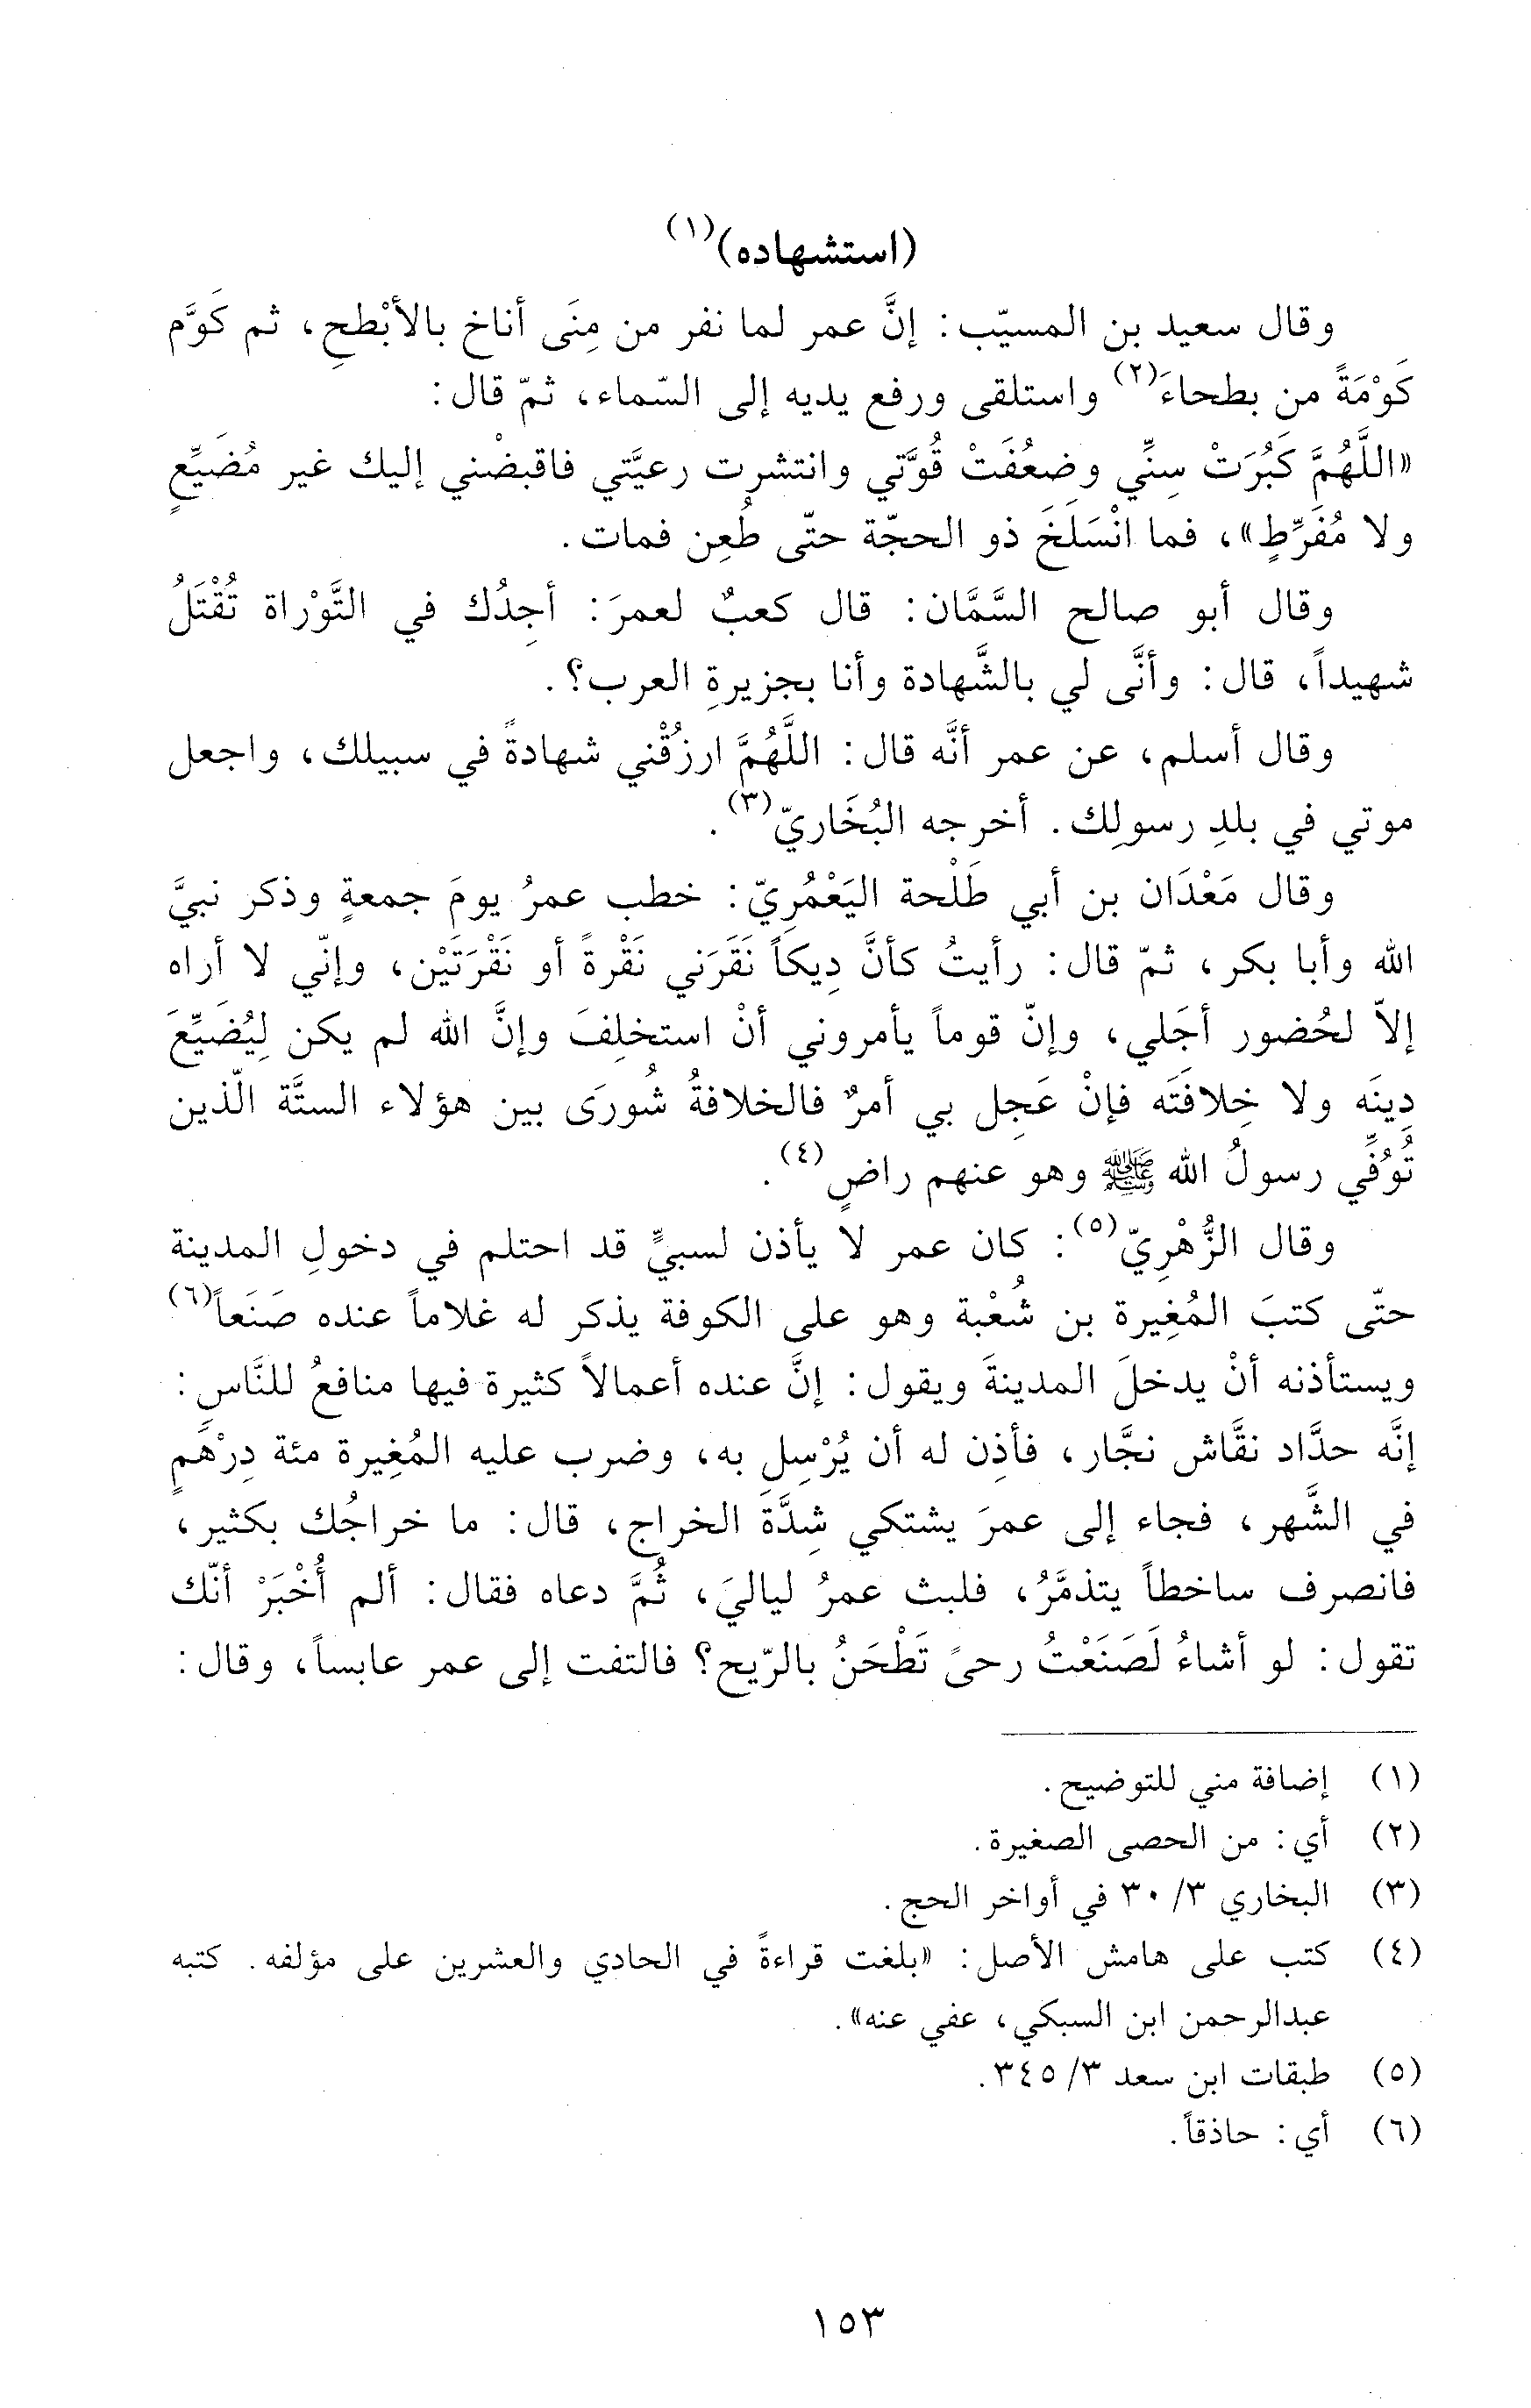 (استشهاده)(١)
وقال سعيد بن المسيّب: إنَّ عمر لما نفر من مِنَى أناخ بالأبْطحِ، ثم كَوَّم
كَوْمَةً من بطحاءَ(٢) واستلقى ورفع يديه إلى السّماء، ثمّ قال:
«اللَّهُمَّ كَبُرَتْ سِنِّي وضعُفَتْ قُوَّتي وانتشرت رعيَّتي فاقبضْني إليك غير مُضَيِّعٍ
ولا مُفَرِّطٍ»، فما انْسَلَخَ ذو الحجّة حتّى طُعِن فمات.
وقال أبو صالح السَّمَّان: قال كعبٌ لعمرَ: أجِدُك في التَّوْراة تُقْتَلُ
شهيداً، قال: وأنَّى لي بالشَّهادة وأنا بجزيرةِ العرب؟.
وقال أسلم، عن عمر أنَّه قال: اللَّهُمَّ ارزُقْني شهادةً في سبيلك، واجعل
موتي في بلدِ رسولِك. أخرجه البُخَاريّ(٣).
وقال مَعْدَان بن أبي طَلْحة اليَعْمُرِيّ: خطب عمرُ يومَ جمعةٍ وذكر نبيَّ
الله وأبا بكر، ثمّ قال: رأيتُ كأنَّ دِيكاً نَقَرَني نَقْرةً أو نَقْرَتَيْن، وإنّي لا أراه
إلاّ لحُضور أجَلي، وإنّ قوماً يأمروني أنْ استخلِفَ وإنَّ الله لم يكن لِيُضَيِّعَ
دِينَه ولا خِلافَتَه فإنْ عَجِل بي أمرٌ فالخلافةُ شُورَى بين هؤلاء الستَّة الّذين
تُوُفِّي رسولُ الله ﷺ وهو عنهم راضٍ(٤).
وقال الزُّهْرِيّ(٥): كان عمر لا يأذن لسبيٍّ قد احتلم في دخولِ المدينة
حتّى كتبَ المُغِيرة بن شُعْبة وهو على الكوفة يذكر له غلاماً عنده صَنَعاً(٦)
ويستأذنه أنْ يدخلَ المدينةَ ويقول: إنَّ عنده أعمالاً كثيرة فيها منافعُ للنَّاسِ:
إنَّه حدَّاد نقَّاش نجَّار، فأذِن له أن يُرْسِلِ به، وضرب عليه المُغِيرة مئة دِرْهَمٍ
في الشَّهر، فجاء إلى عمرَ يشتكي شِدَّةَ الخراج، قال: ما خراجُك بكثير،
فانصرف ساخطاً يتذمَّرُ، فلبث عمرُ لياليَ، ثُمَّ دعاه فقال: ألم أُخْبَرْ أنّك
تقول: لو أشاءُ لَصَنَعْتُ رحىً تَطْحَنُ بالرّيح؟ فالتفت إلى عمر عابساً، وقال:
(١) إضافة مني للتوضيح.
(٢) أي: من الحصى الصغيرة.
(٣) البخاري ٣/ ٣٠ في أواخر الحج.
(٤) كتب على هامش الأصل: «بلغت قراءةً في الحادي والعشرين على مؤلفه. كتبه
عبدالرحمن ابن السبكي، عفي عنه».
(٥) طبقات ابن سعد ٣/ ٣٤٥.
(٦) أي: حاذقاً.
١٥٣